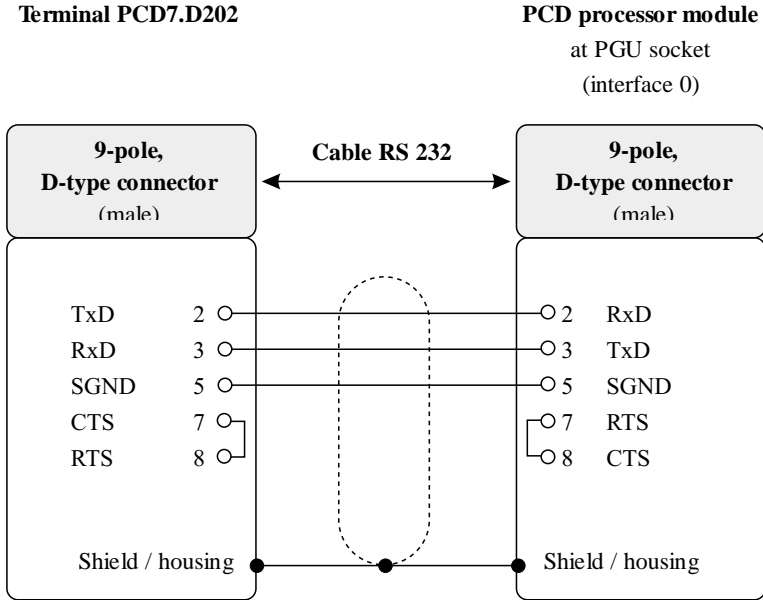 Terminal PCD7.D202
PCD processor module
at PGU socket
(interface 0)
9-pole,
D-type connector
(male)
Cable RS 232
9-pole,
D-type connector
(male)
TxD 2
2 RxD
RxD 3
3 TxD
SGND 5
5 SGND
CTS 7
7 RTS
RTS 8
8 CTS
Shield / housing
Shield / housing